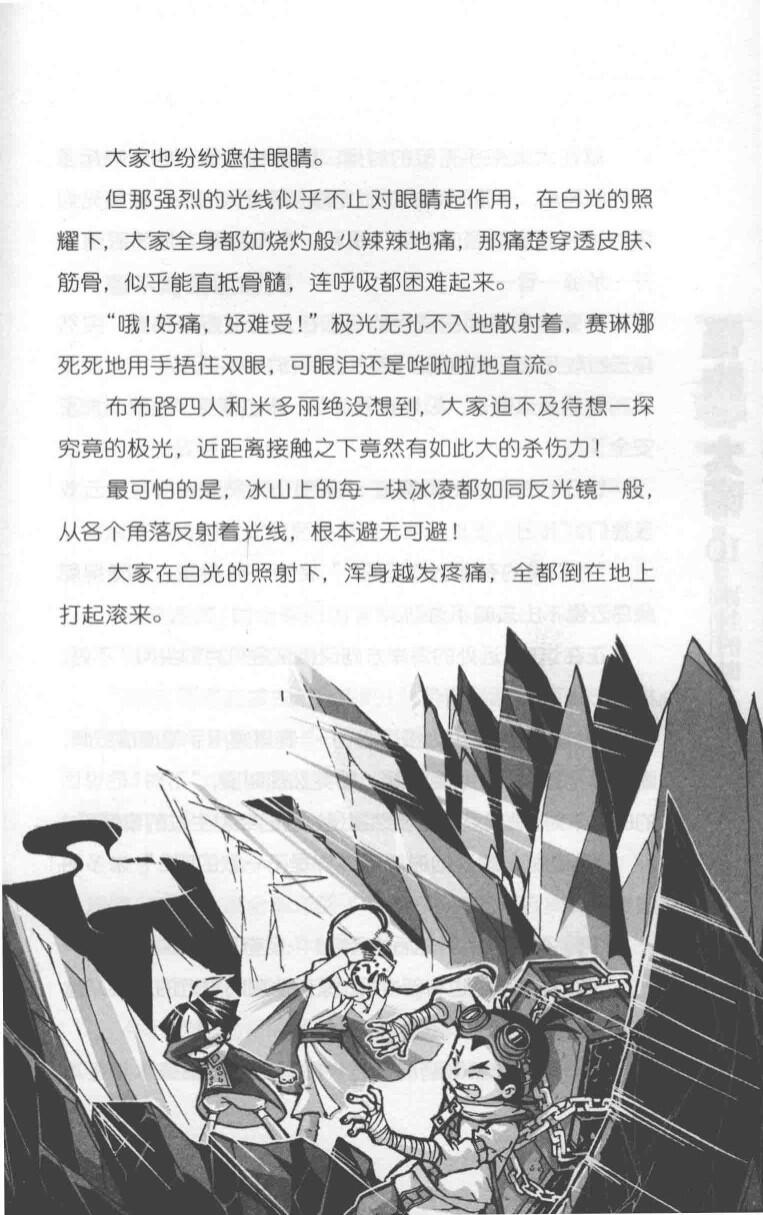 大家也纷纷遮住眼睛。
但那强烈的光线似乎不止对眼睛起作用，在白光的照
耀下，大家全身都如烧灼般火辣辣地痛，那痛楚穿透皮肤、
筋骨，似乎能直抵骨髓，连呼吸都困难起来。
“哦！好痛，好难受！”极光无孔不入地散射着，赛琳娜
死死地用手捂住双眼，可眼泪还是哗啦啦地直流。
布布路四人和米多丽绝没想到，大家迫不及待想一探
究竟的极光，近距离接触之下竟然有如此大的杀伤力！
最可怕的是，冰山上的每一块冰凌都如同反光镜一般，
从各个角落反射着光线，根本避无可避！
大家在白光的照射下，浑身越发疼痛，全都倒在地上
打起滚来。